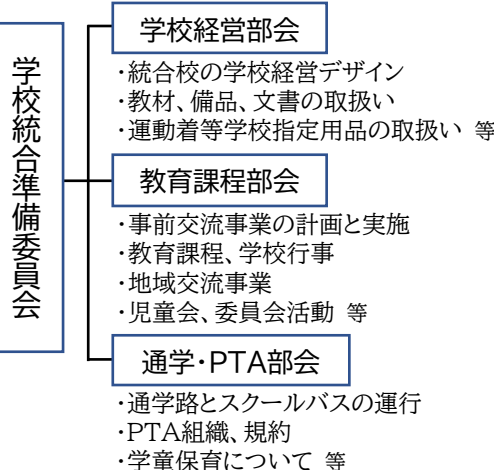 学校統合準備委員会
学校経営部会
・統合校の学校経営デザイン
・教材、備品、文書の取扱い
・運動着等学校指定用品の取扱い 等
教育課程部会
・事前交流事業の計画と実施
・教育課程、学校行事
・地域交流事業
・児童会、委員会活動 等
通学・PTA部会
・通学路とスクールバスの運行
・PTA組織、規約
・学童保育について 等